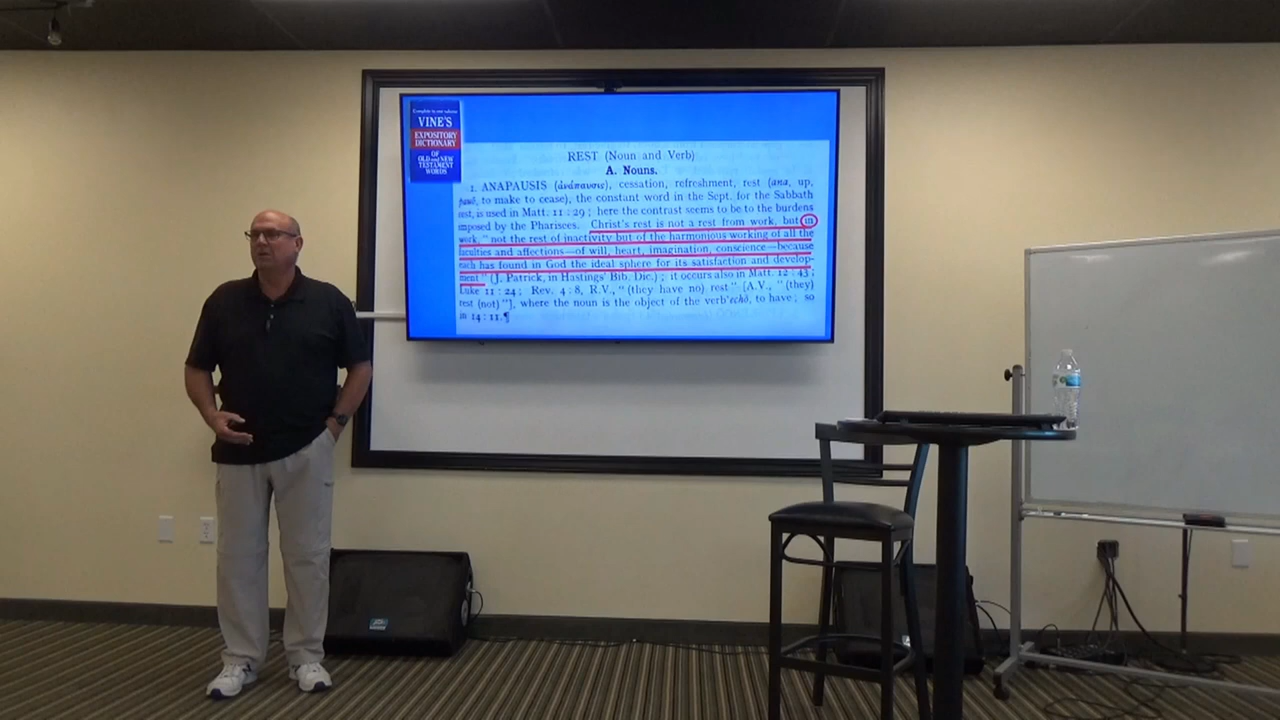 Complete in one volume
VINE'S
EXPOSITORY
DICTIONARY
OF
OLD AND NEW
TESTAMENT
WORDS
REST (Noun and Verb)
A. Nouns.
1. ANAPAUSIS (ἀνάπαυσις), cessation, refreshment, rest (ana, up,
pauō, to make to cease), the constant word in the Sept. for the Sabbath
rest, is used in Matt. 11 : 29 ; here the contrast seems to be to the burdens
imposed by the Pharisees. Christ's rest is not a rest from work, but in
work, " not the rest of inactivity but of the harmonious working of all the
faculties and affections—of will, heart, imagination, conscience—because
each has found in God the ideal sphere for its satisfaction and develop-
ment " (J. Patrick, in Hastings' Bib. Dic.) ; it occurs also in Matt. 12 : 43 ;
Luke 11 : 24 ; Rev. 4 : 8, R.V., " (they have no) rest " [A.V., " (they)
rest (not) "], where the noun is the object of the verb echō, to have ; so
in 14 : 11.¶